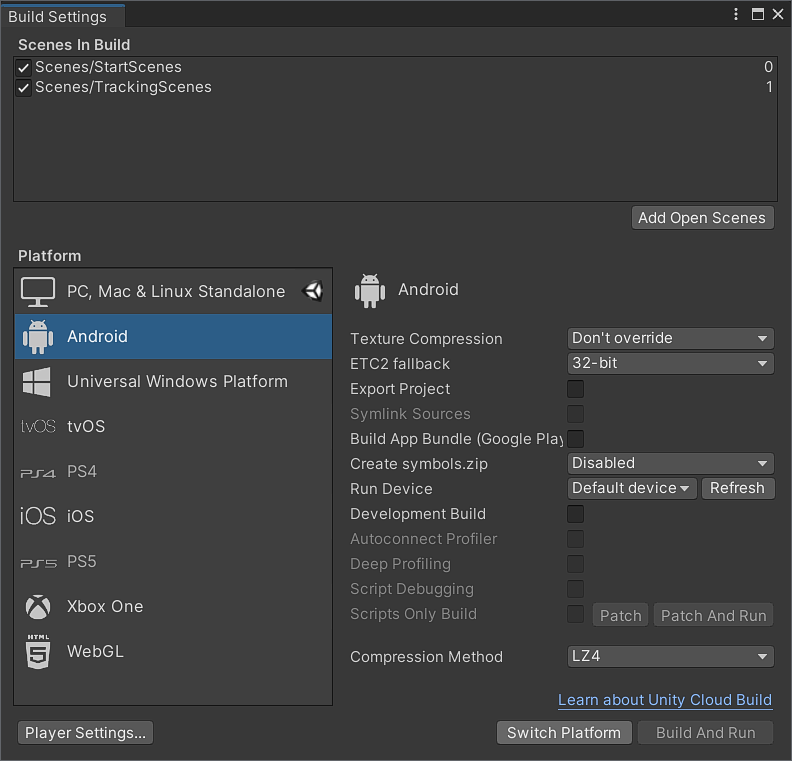 Build Settings
Scenes In Build
Scenes/StartScenes 0
Scenes/TrackingScenes 1
Add Open Scenes
Platform
PC, Mac & Linux Standalone
Android
Universal Windows Platform
tvOS tvOS
PS4 PS4
iOS iOS
PS5 PS5
Xbox One
HTML
5 WebGL
Android
Texture Compression Don't override
ETC2 fallback 32-bit
Export Project
Symlink Sources
Build App Bundle (Google Play
Create symbols.zip Disabled
Run Device Default device Refresh
Development Build
Autoconnect Profiler
Deep Profiling
Script Debugging
Scripts Only Build Patch Patch And Run
Compression Method LZ4
Learn about Unity Cloud Build
Player Settings... Switch Platform Build And Run